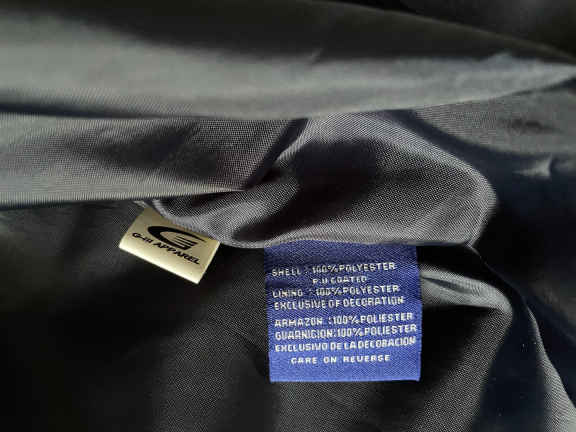 G-III APPAREL
SHELL : 100% POLYESTER
P.U COATED
LINING : 100% POLYESTER
EXCLUSIVE OF DECORATION
ARMAZON : 100% POLIESTER
GUARNICION: 100% POLIESTER
EXCLUSIVO DE LA DECORACION
CARE ON REVERSE